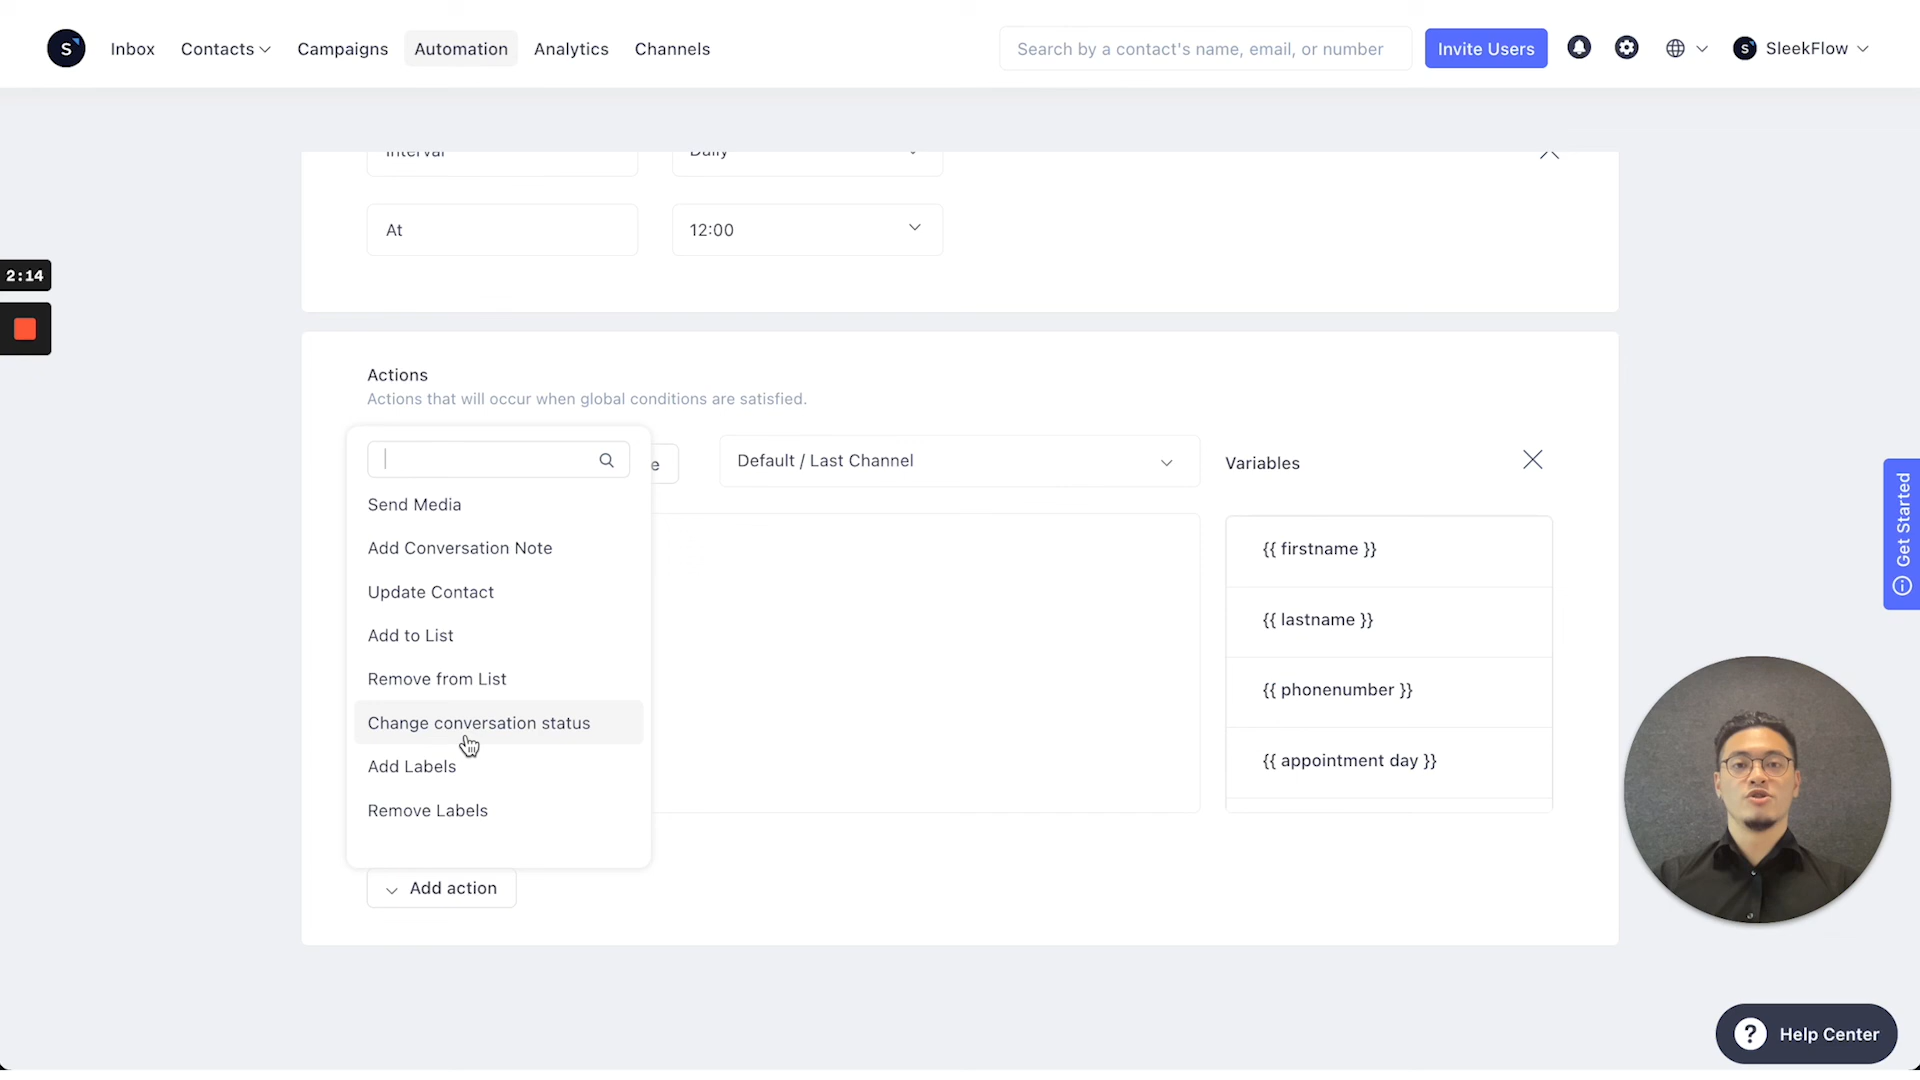 S Inbox Contacts Campaigns Automation Analytics Channels Search by a contact's name, email, or number Invite Users S SleekFlow
Interval Daily
At 12:00
2:14
Actions
Actions that will occur when global conditions are satisfied.
e Default / Last Channel Variables
Send Media
Add Conversation Note
Update Contact
Add to List
Remove from List
Change conversation status
Add Labels
Remove Labels
{{ firstname }}
{{ lastname }}
{{ phonenumber }}
{{ appointment day }}
Add action
Get Started
? Help Center